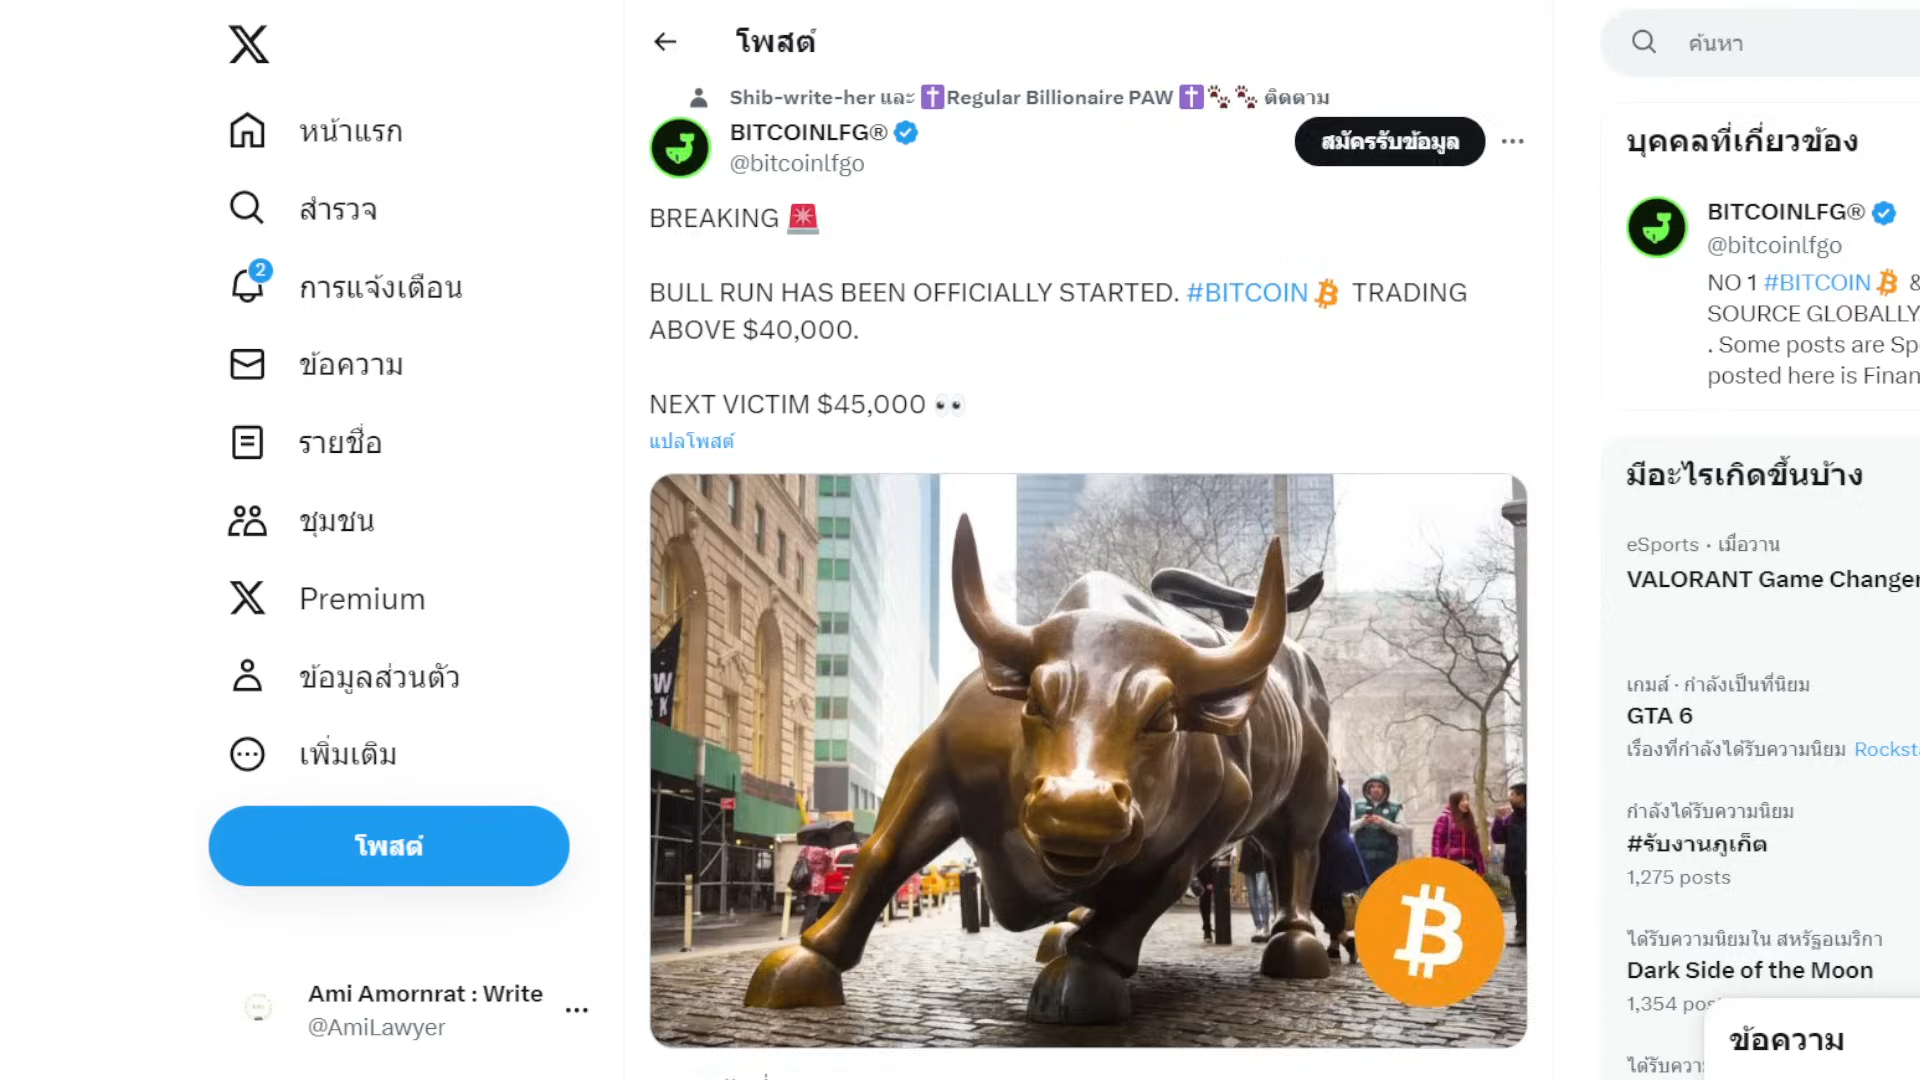 หน้าแรก
สำรวจ
2
การแจ้งเตือน
ข้อความ
รายชื่อ
ชุมชน
Premium
ข้อมูลส่วนตัว
เพิ่มเติม
โพสต์
Ami Amornrat : Write
@AmiLawyer
โพสต์
Shib-write-her และ ✝️Regular Billionaire PAW ✝️🐾🐾 ติดตาม
BITCOINLFG®
@bitcoinlfgo
สมัครรับข้อมูล
BREAKING 🚨
BULL RUN HAS BEEN OFFICIALLY STARTED. #BITCOIN TRADING
ABOVE $40,000.
NEXT VICTIM $45,000 👀
แปลโพสต์
ค้นหา
บุคคลที่เกี่ยวข้อง
BITCOINLFG®
@bitcoinlfgo
NO 1 #BITCOIN &
SOURCE GLOBALLY
. Some posts are Sp
posted here is Finan
มีอะไรเกิดขึ้นบ้าง
eSports · เมื่อวาน
VALORANT Game Changer
เกมส์ · กำลังเป็นที่นิยม
GTA 6
เรื่องที่กำลังได้รับความนิยม Rockst
กำลังได้รับความนิยม
#รับงานภูเก็ต
1,275 posts
ได้รับความนิยมใน สหรัฐอเมริกา
Dark Side of the Moon
1,354 pos
ข้อความ